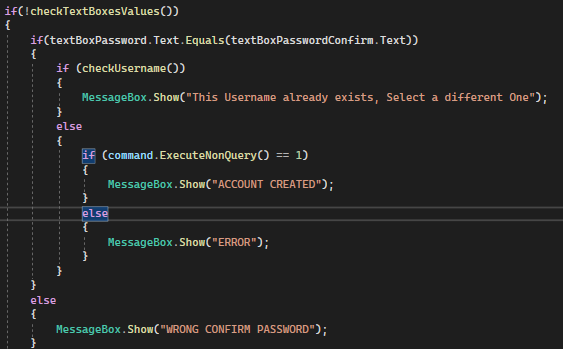 if(!checkTextBoxesValues())
{
if(textBoxPassword.Text.Equals(textBoxPasswordConfirm.Text))
{
if (checkUsername())
{
MessageBox.Show("This Username already exists, Select a different One");
}
else
{
if (command.ExecuteNonQuery() == 1)
{
MessageBox.Show("ACCOUNT CREATED");
}
else
{
MessageBox.Show("ERROR");
}
}
}
else
{
MessageBox.Show("WRONG CONFIRM PASSWORD");
}